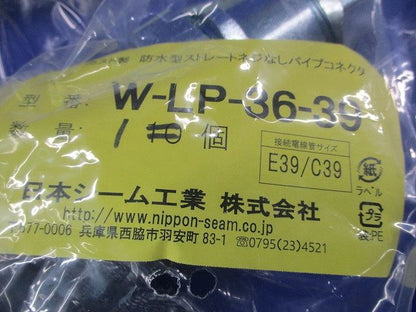 製 防水型ストレートネジなしパイプコネクタ
型番: W-LP-36-39
数量: 1 個
接続電線管サイズ
E39/C39
紙
ラベル
日本シーム工業 株式会社
http://www.nippon-seam.co.jp
677-0006 兵庫県西脇市羽安町 83-1 ☎0795(23)4521
プラ
袋:PE